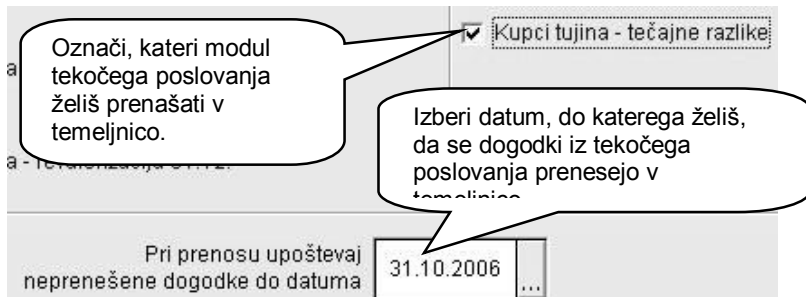 Označi, kateri modul
tekočega poslovanja
želiš prenašati v
temeljnico.
Kupci tujina - tečajne razlike
a
Izberi datum, do katerega želiš,
da se dogodki iz tekočega
poslovanja prenesejo v
temeljnico
Pri prenosu upoštevaj
neprenešene dogodke do datuma
31.10.2006
...